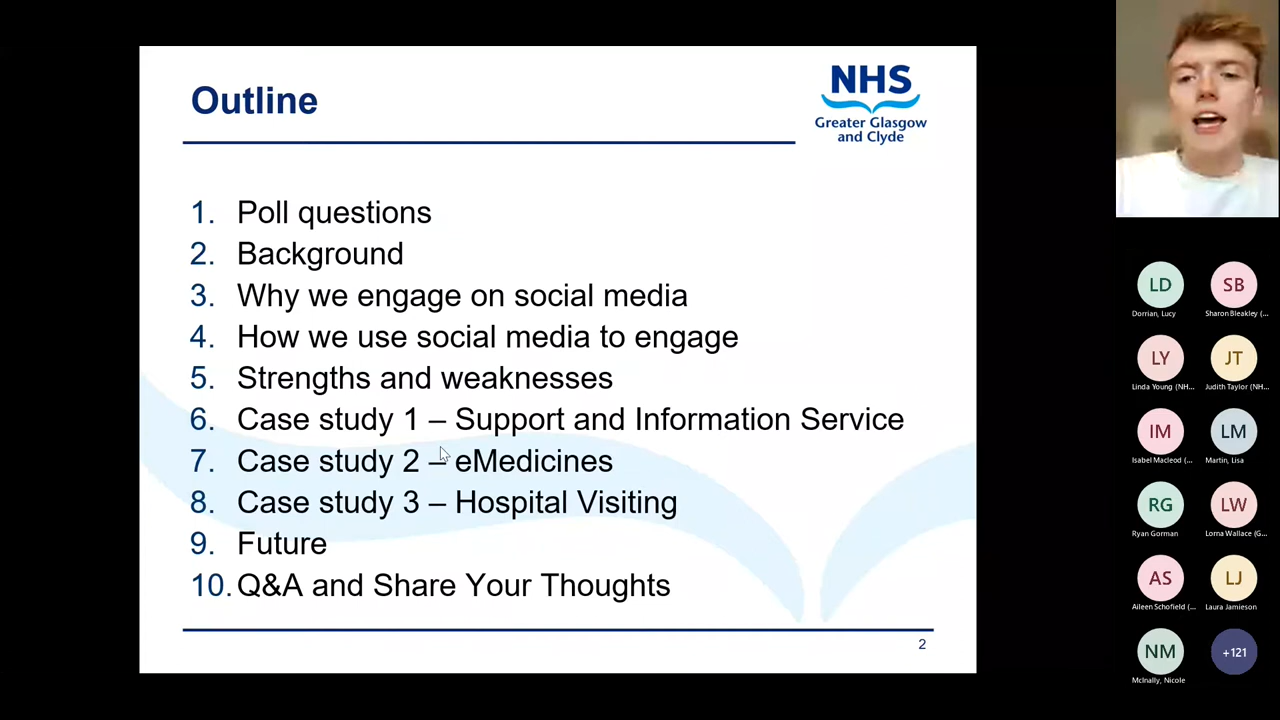 Outline
NHS
Greater Glasgow
and Clyde
1. Poll questions
2. Background
3. Why we engage on social media
4. How we use social media to engage
5. Strengths and weaknesses
6. Case study 1 – Support and Information Service
7. Case study 2 – eMedicines
8. Case study 3 – Hospital Visiting
9. Future
10. Q&A and Share Your Thoughts
2
LD
Dorrian, Lucy
SB
Sharon Bleakley (...
LY
Linda Young (NH...
JT
Judith Taylor (NH...
IM
Isabel Macleod (...
LM
Martin, Lisa
RG
Ryan Gorman
LW
Lorna Wallace (G...
AS
Aileen Schofield (...
LJ
Laura Jamieson
NM
McInally, Nicole
+121